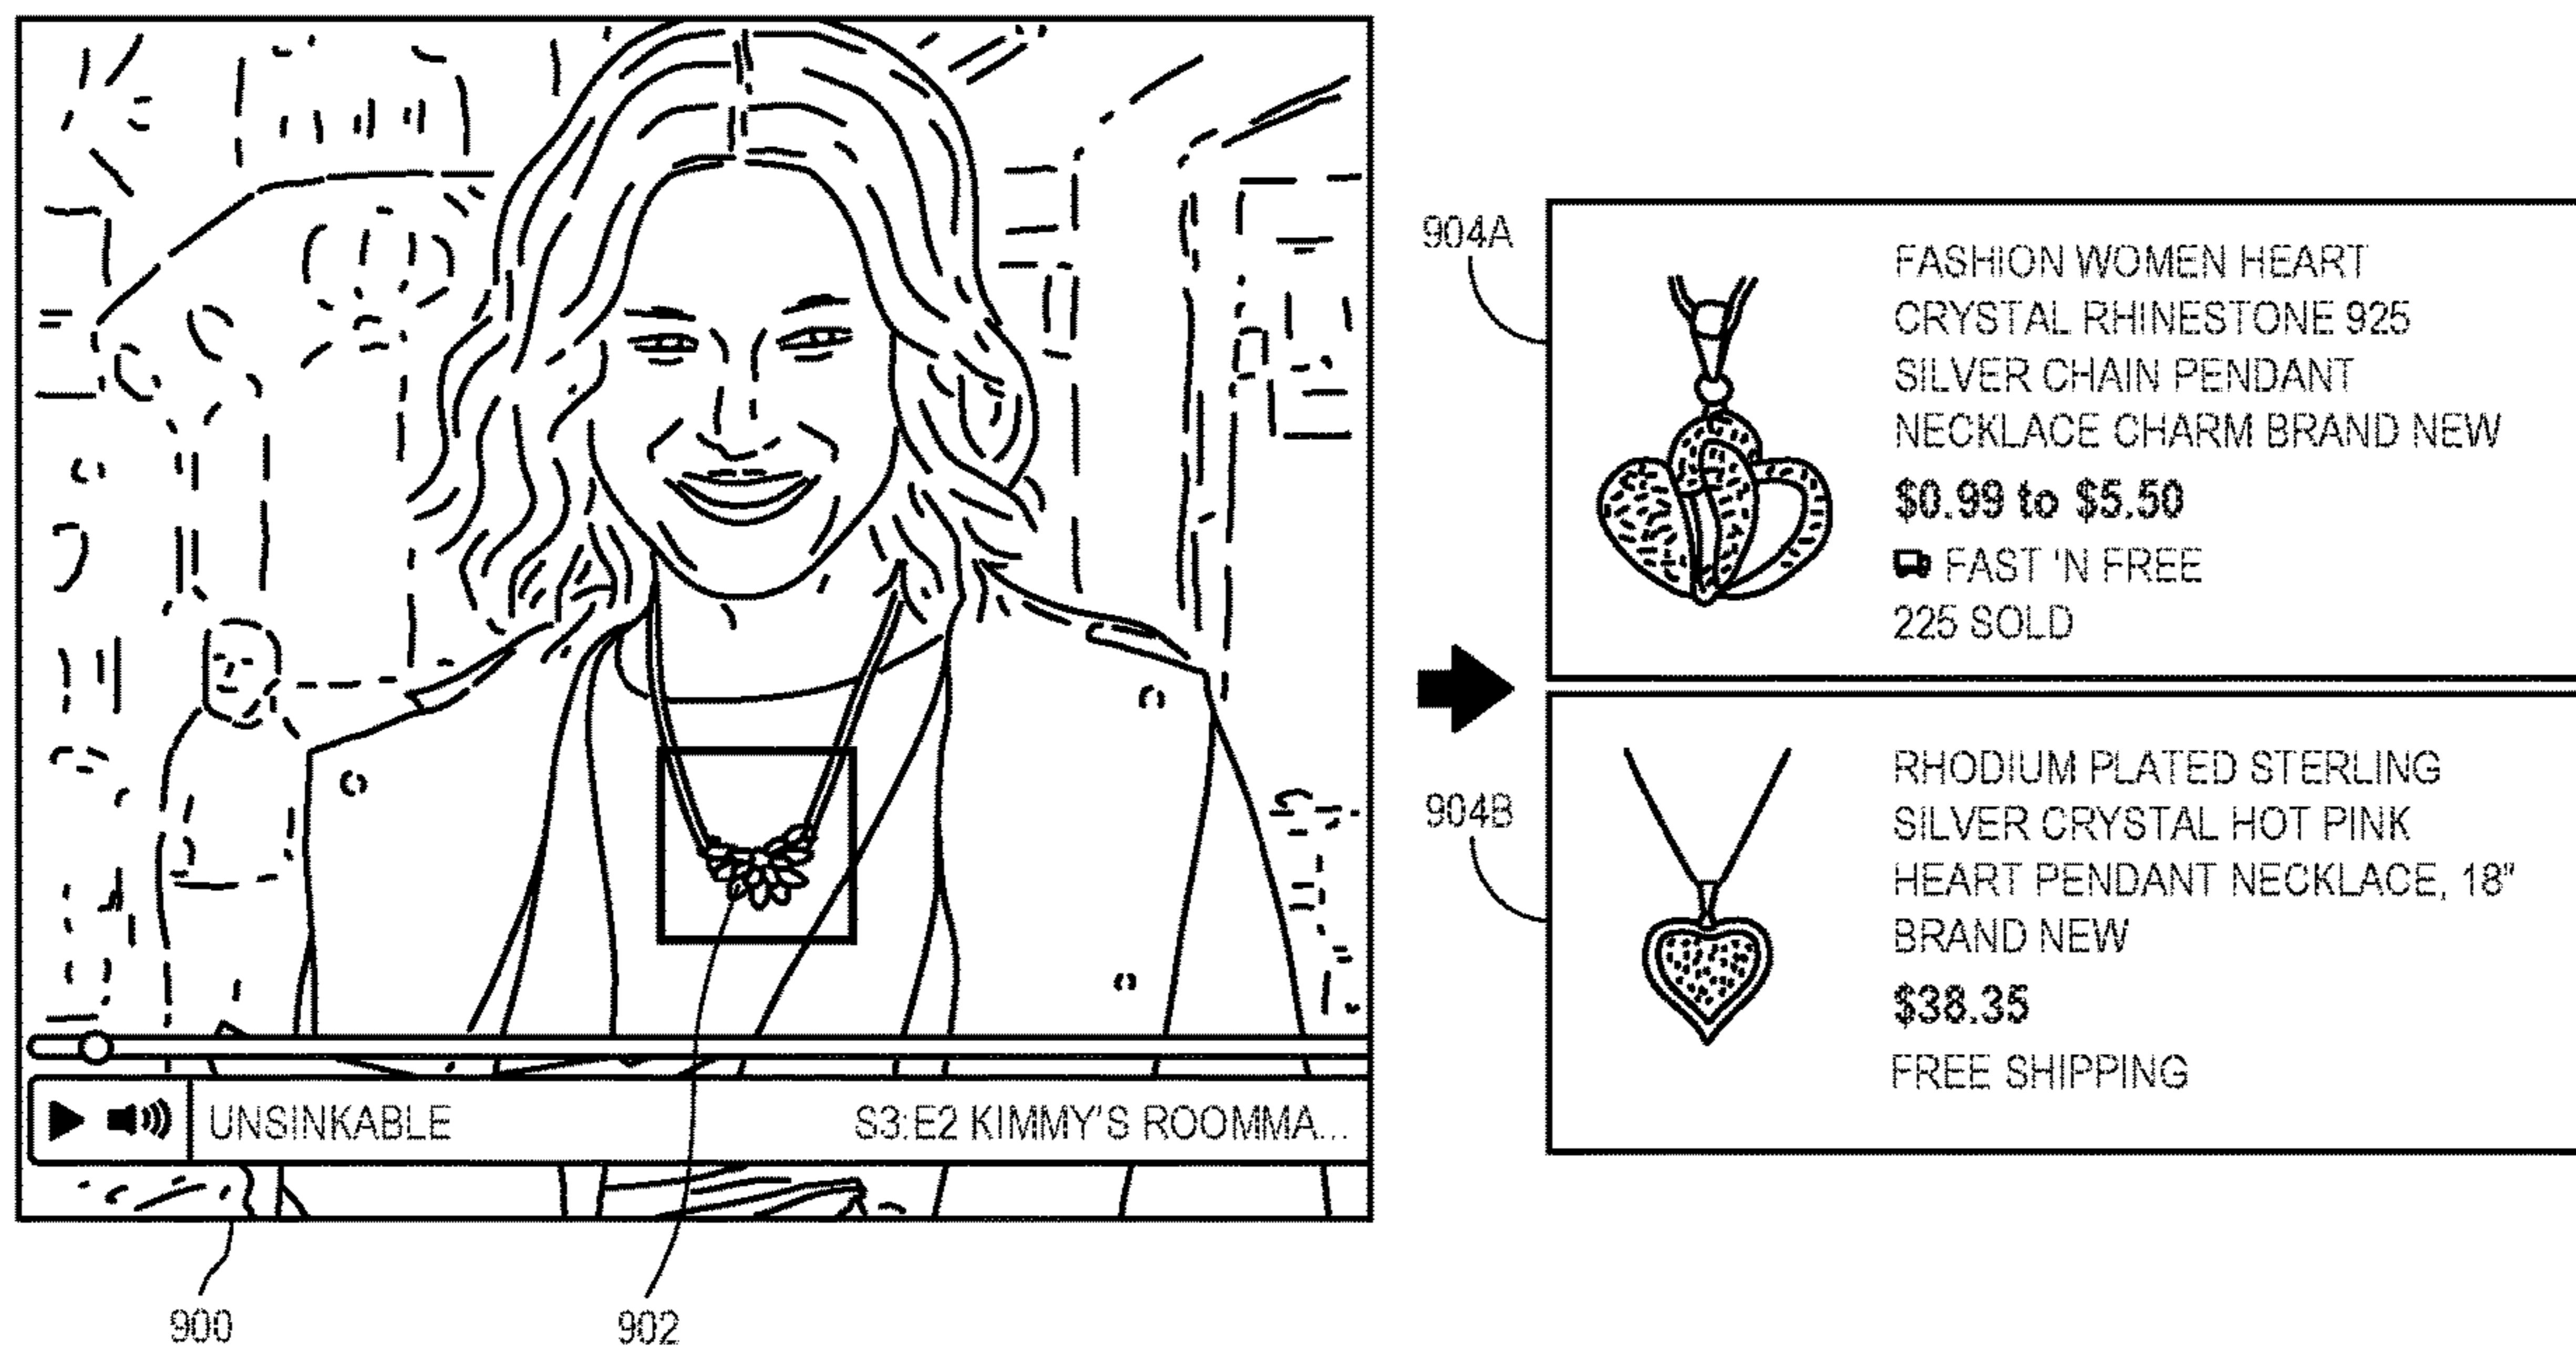 904A
FASHION WOMEN HEART
CRYSTAL RHINESTONE 925
SILVER CHAIN PENDANT
NECKLACE CHARM BRAND NEW
$0.99 to $5.50
FAST 'N FREE
225 SOLD
904B
RHODIUM PLATED STERLING
SILVER CRYSTAL HOT PINK
HEART PENDANT NECKLACE, 18"
BRAND NEW
$38.35
FREE SHIPPING
UNSINKABLE
S3:E2 KIMMY'S ROOMMA...
900
902